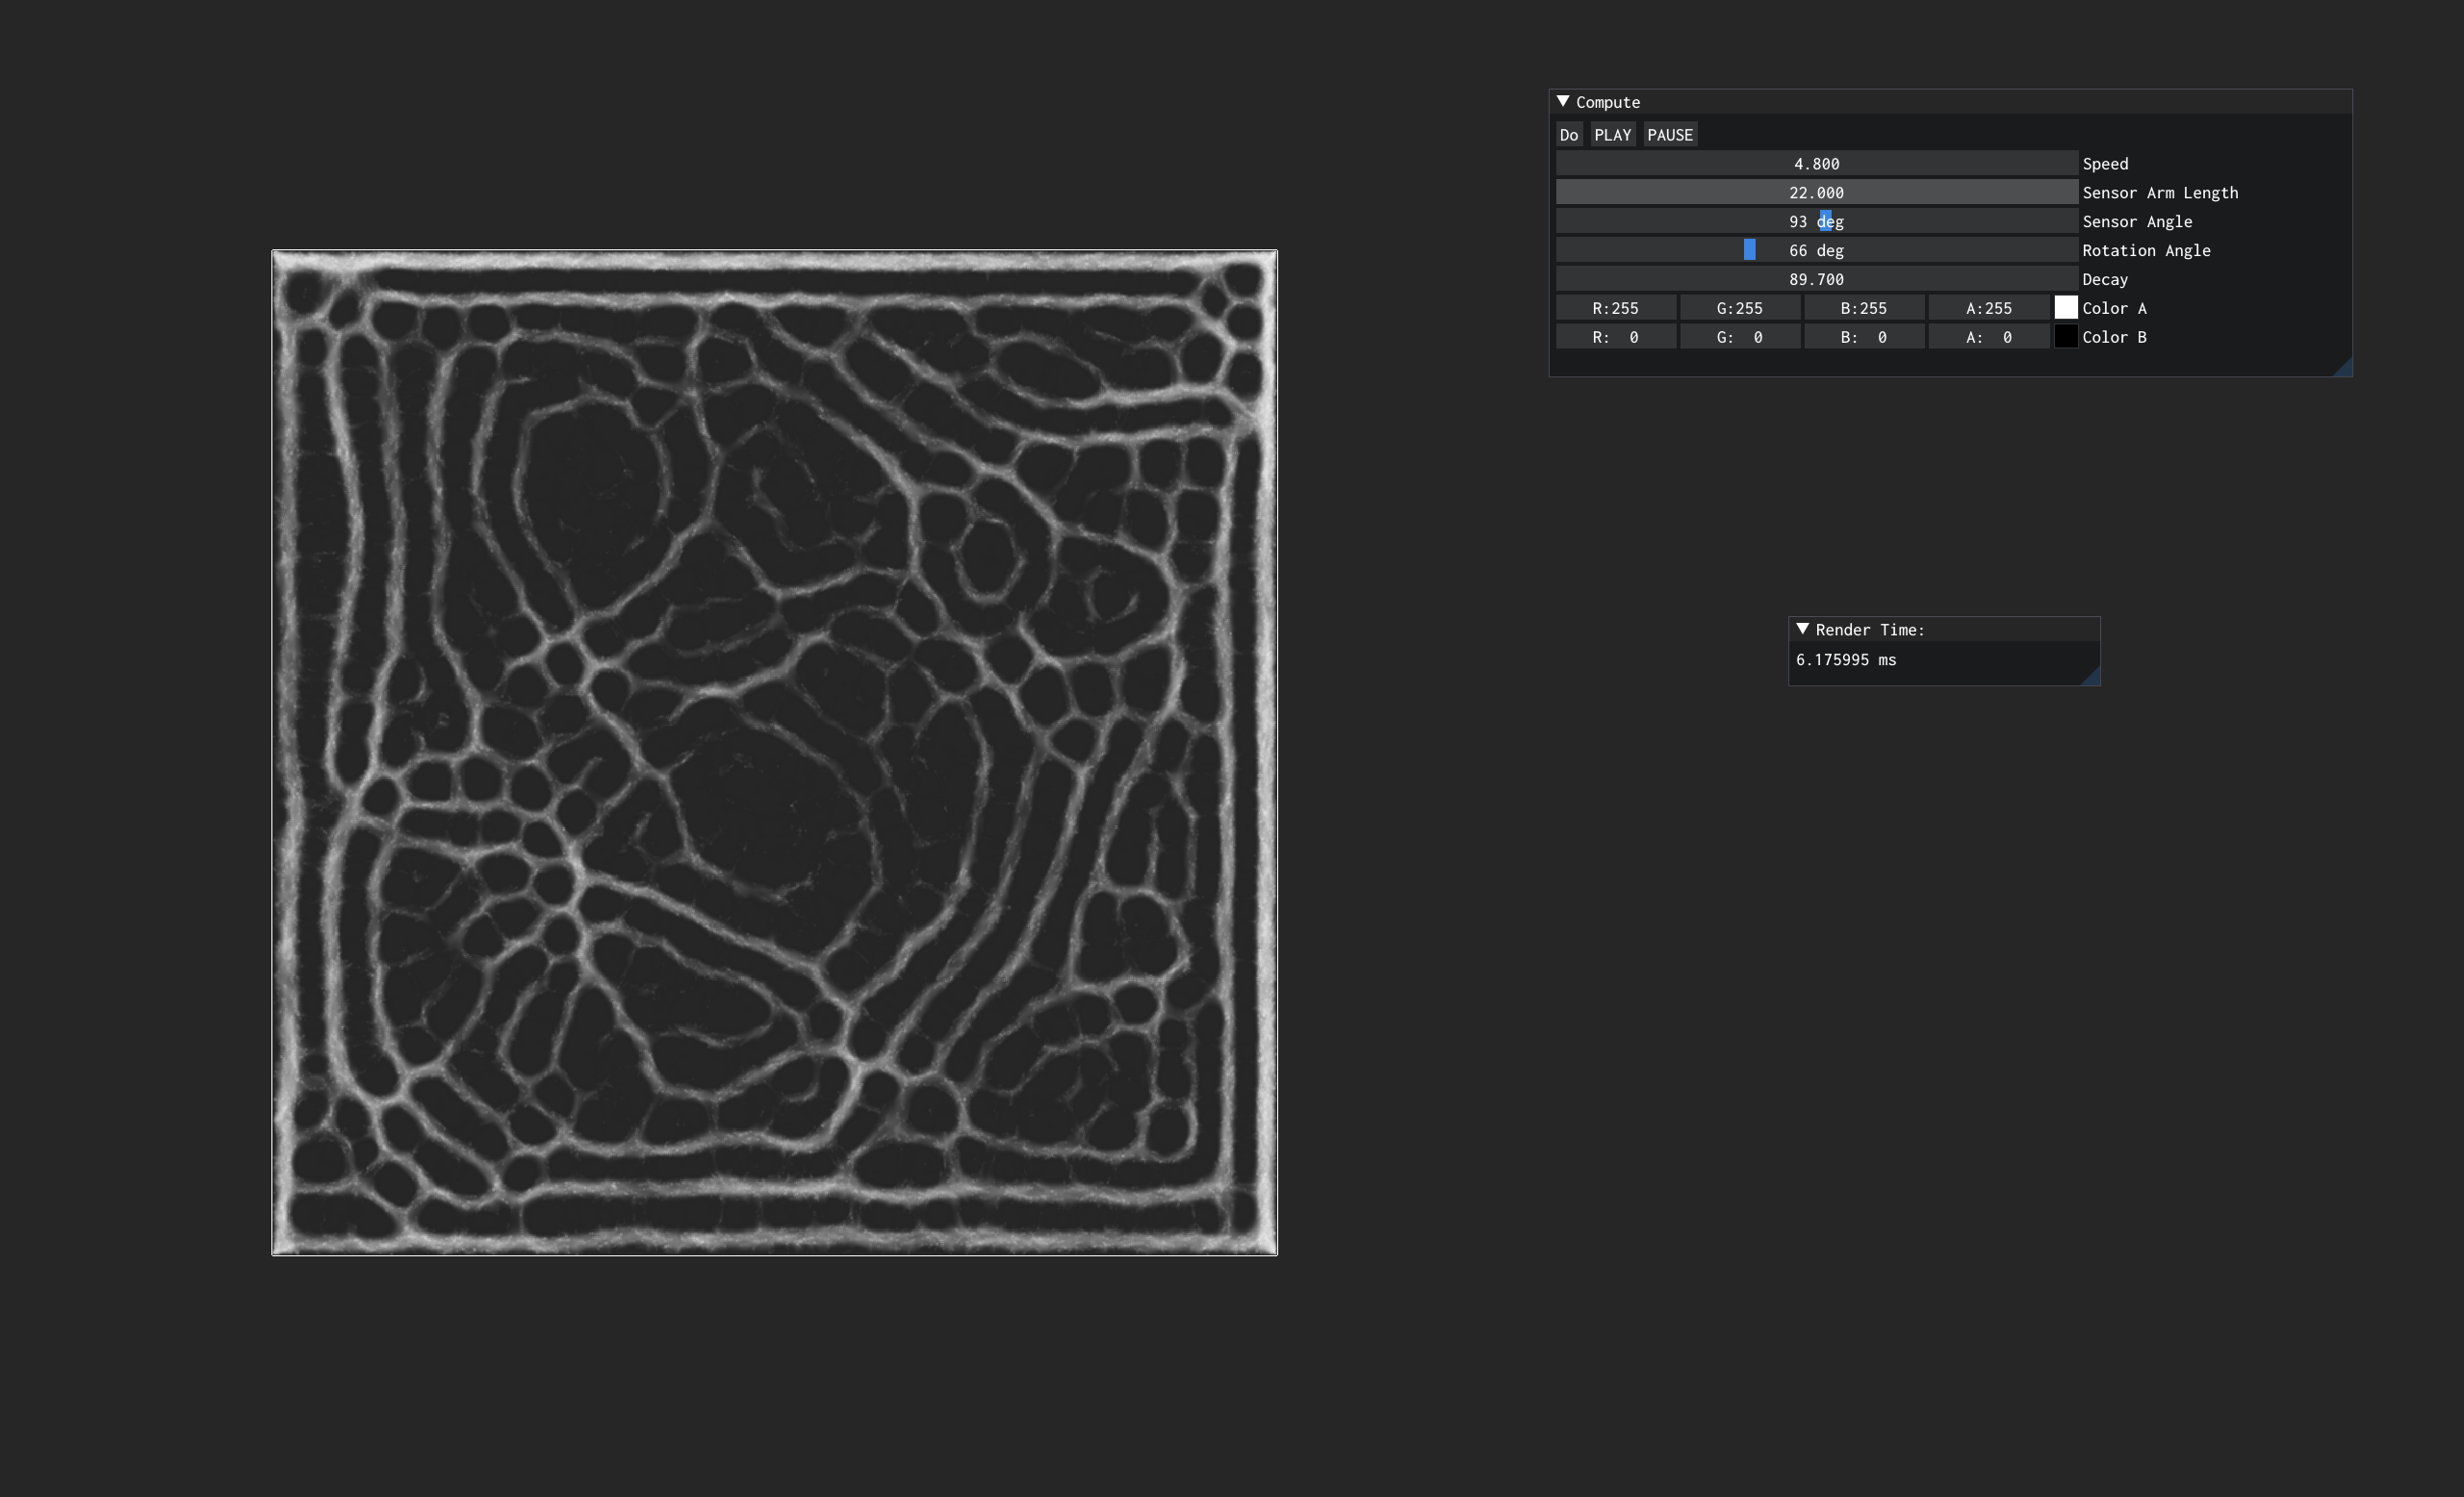 Compute
Do PLAY PAUSE
4.800 Speed
22.000 Sensor Arm Length
93 deg Sensor Angle
66 deg Rotation Angle
89.700 Decay
R:255 G:255 B:255 A:255 Color A
R: 0 G: 0 B: 0 A: 0 Color B
Render Time:
6.175995 ms